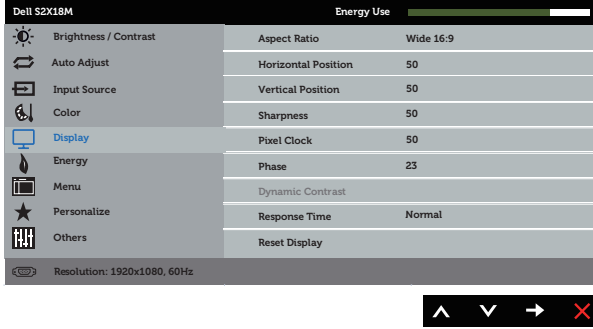 Dell S2X18M Energy Use
Brightness / Contrast
Auto Adjust
Input Source
Color
Display
Energy
Menu
Personalize
Others
Aspect Ratio Wide 16:9
Horizontal Position 50
Vertical Position 50
Sharpness 50
Pixel Clock 50
Phase 23
Dynamic Contrast
Response Time Normal
Reset Display
Resolution: 1920x1080, 60Hz